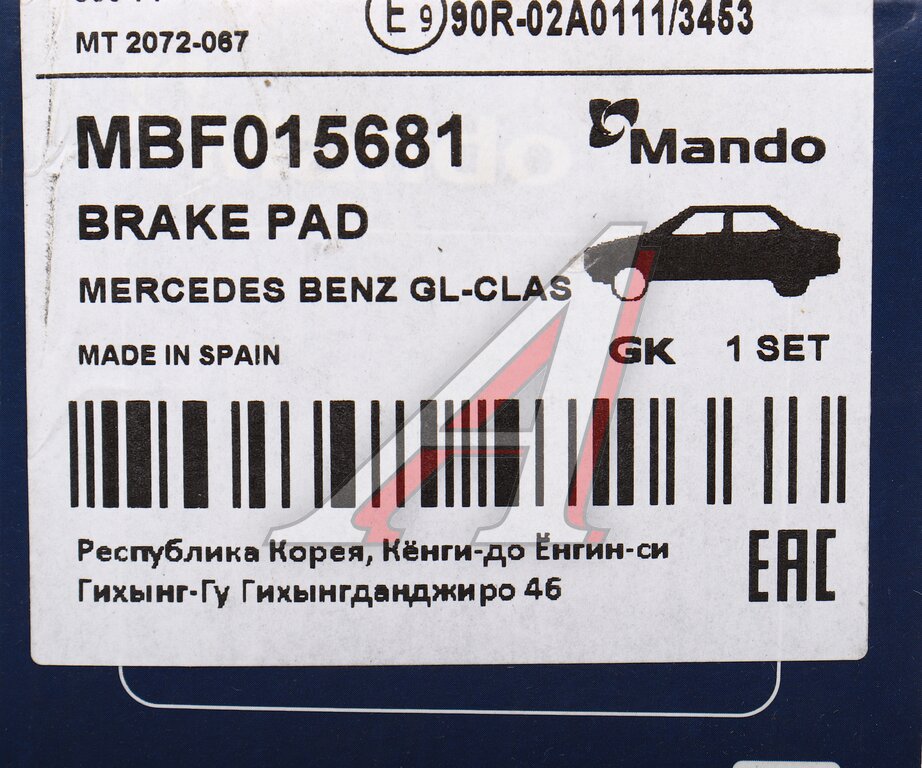 MT 2072-067
E 9 90R-02A0111/3453
MBF015681
Mando
BRAKE PAD
MERCEDES BENZ GL-CLAS
MADE IN SPAIN
GK 1 SET
Республика Корея, Кёнги-до Ёнгин-си
Гихынг-Гу Гихынгданджиро 46
EAC